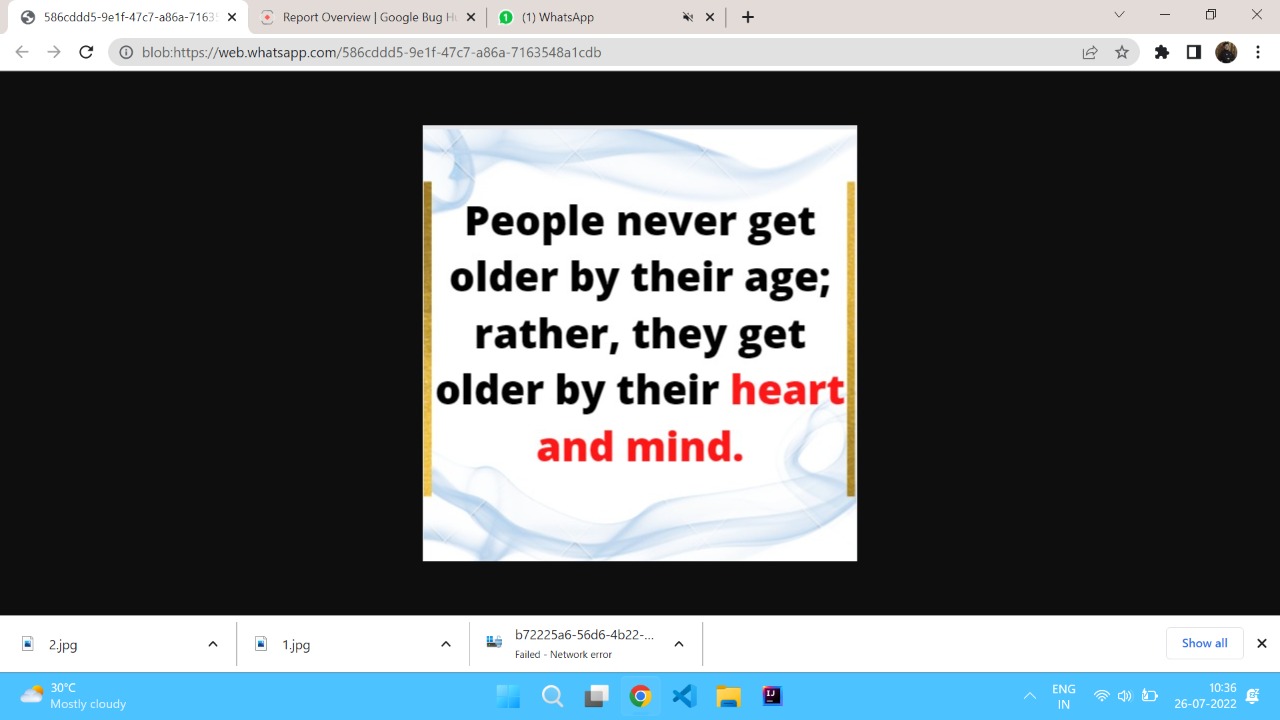 586cddd5-9e1f-47c7-a86a-7163
Report Overview | Google Bug Hu
(1) WhatsApp
blob:https://web.whatsapp.com/586cddd5-9e1f-47c7-a86a-7163548a1cdb
People never get
older by their age;
rather, they get
older by their heart
and mind.
2.jpg
1.jpg
b72225a6-56d6-4b22-...
Failed - Network error
Show all
30°C
Mostly cloudy
ENG
IN
10:36
26-07-2022